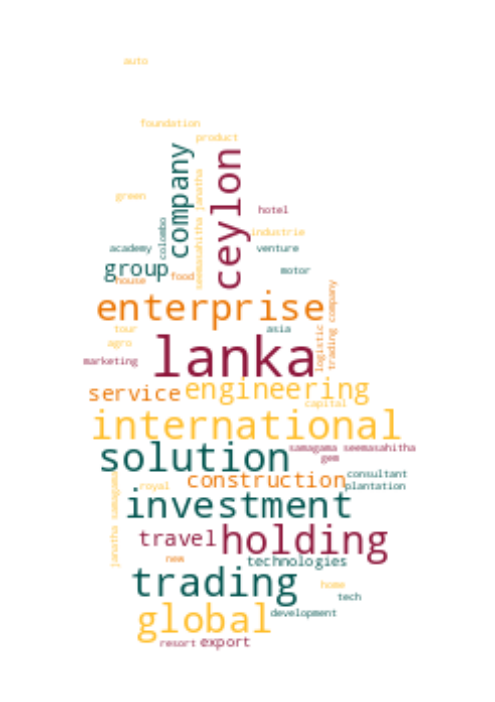 auto
foundation
product
company
ceylon
seemasahitha janatha
green
hotel
colombo
industrie
academy
venture
group
food
motor
house
enterprise
logistic
trading company
tour
asia
agro
lanka
marketing
service
engineering
capital
international
samagama seemasahitha
solution
gem
construction
consultant
plantation
janatha samagama
royal
investment
travel
holding
new
technologies
trading
home
tech
global
development
resort
export